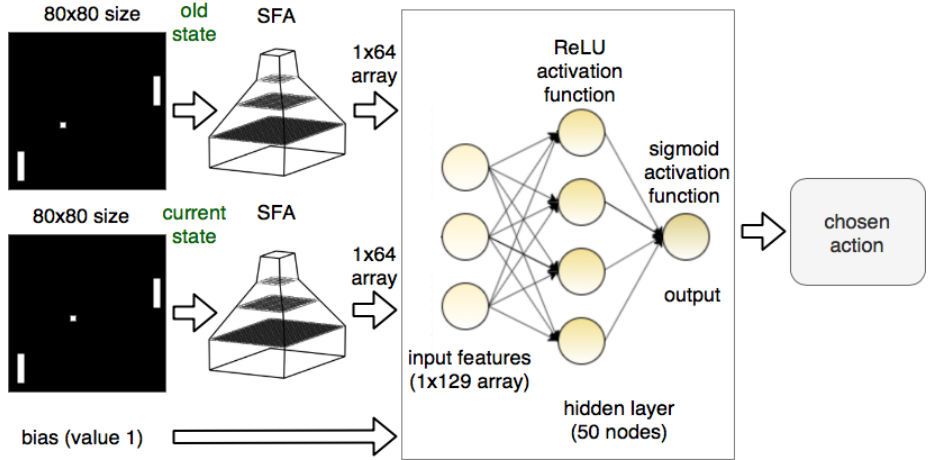 80x80 size
old
state
SFA
1x64
array
80x80 size
current
state
SFA
1x64
array
bias (value 1)
ReLU
activation
function
sigmoid
activation
function
output
input features
(1x129 array)
hidden layer
(50 nodes)
chosen
action